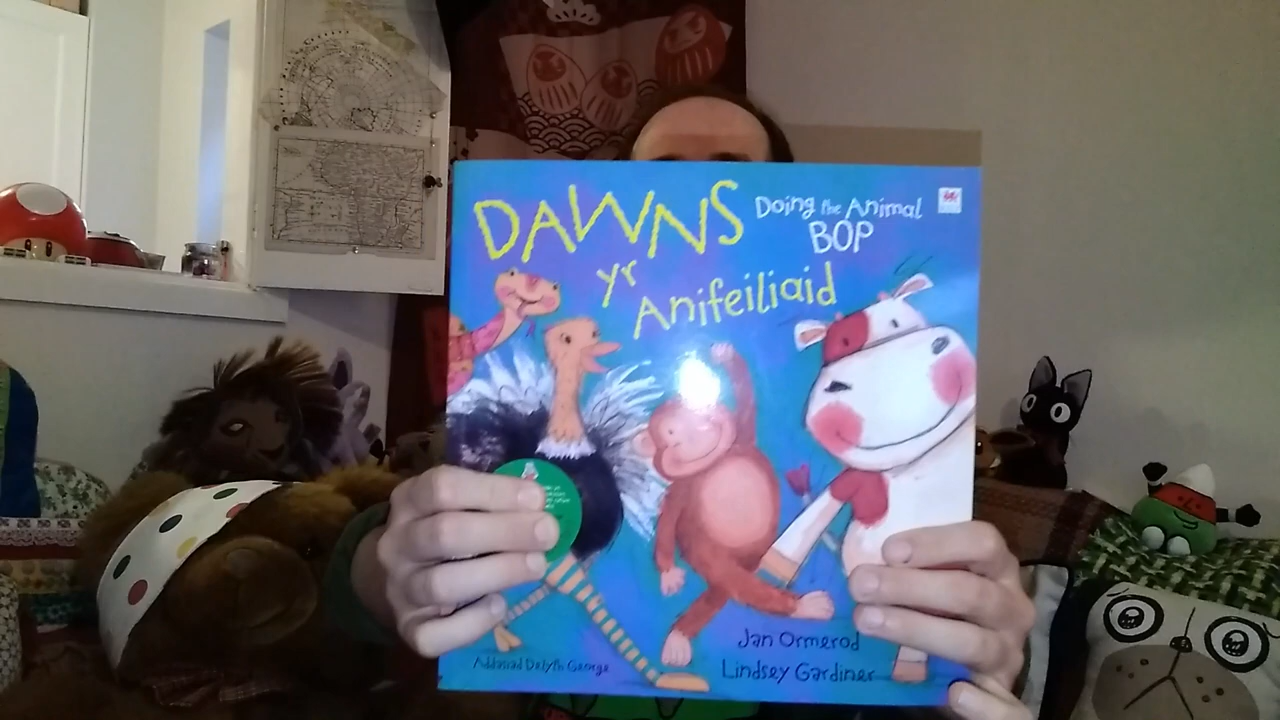 DAWNS
yr
Anifeiliaid
Doing the Animal
BOP
Jan Ormerod
Lindsey Gardiner
Addasiad Delyth George